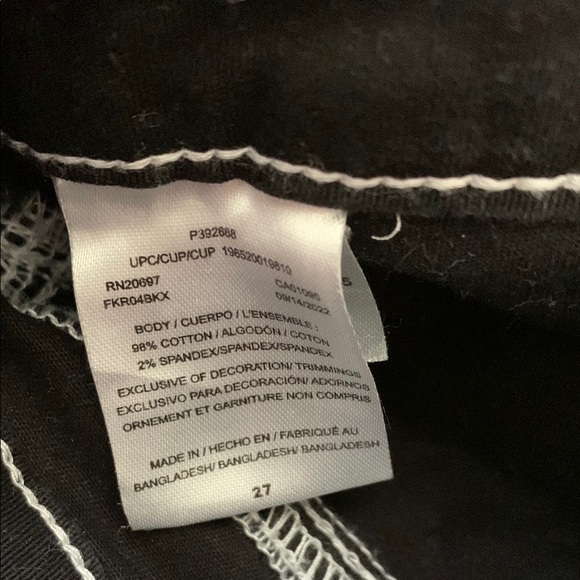 P392688
UPC/CUP/CUP 196520019810
RN20697 CA01090
FKR04BKX 09/14/2022
BODY / CUERPO / L'ENSEMBLE :
98% COTTON / ALGODÓN / COTON
2% SPANDEX/SPANDEX/SPANDEX
EXCLUSIVE OF DECORATION/ TRIMMINGS
EXCLUSIVO PARA DECORACIÓN/ ADORNOS
ORNEMENT ET GARNITURE NON COMPRIS
MADE IN / HECHO EN / FABRIQUÉ AU
BANGLADESH/ BANGLADESH/ BANGLADESH
27